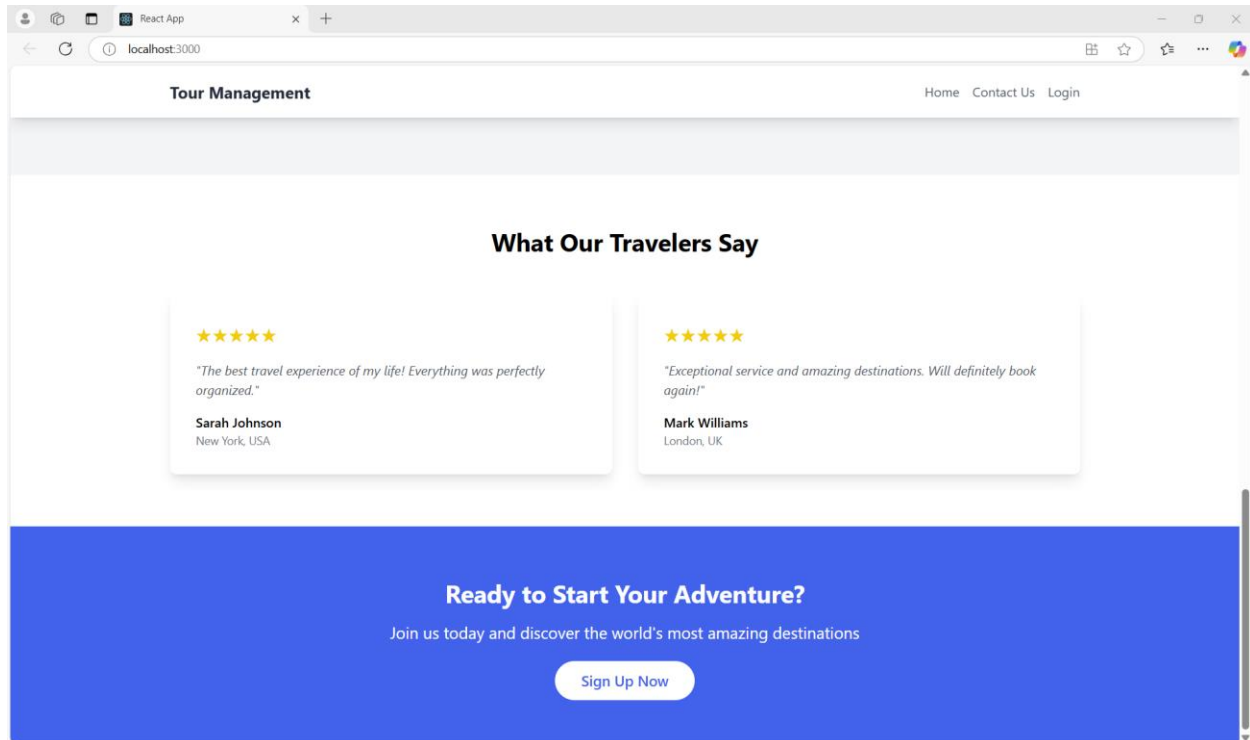 React App
localhost:3000
Tour Management
Home Contact Us Login
What Our Travelers Say
★★★★★
"The best travel experience of my life! Everything was perfectly
organized."
Sarah Johnson
New York, USA
★★★★★
"Exceptional service and amazing destinations. Will definitely book
again!"
Mark Williams
London, UK
Ready to Start Your Adventure?
Join us today and discover the world's most amazing destinations
Sign Up Now